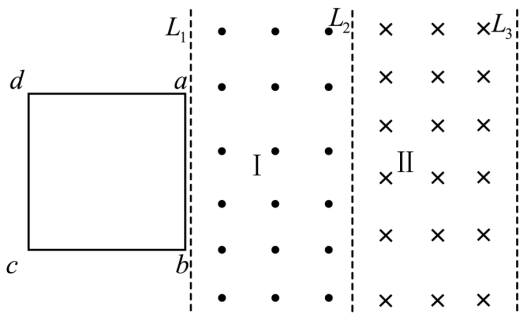 L₁ L₂ L₃
d a
I II
c b